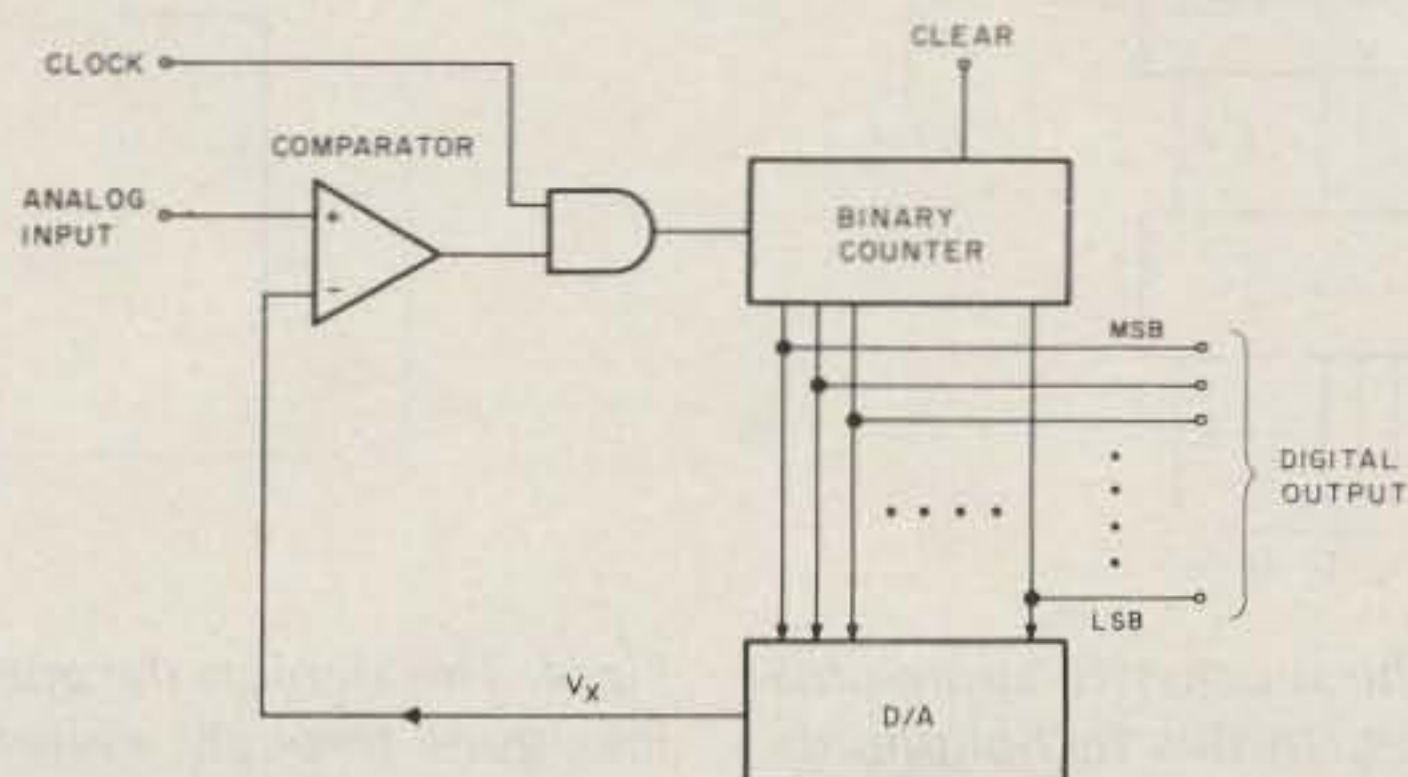 CLEAR
CLOCK
COMPARATOR
ANALOG
INPUT
+
−
BINARY
COUNTER
MSB
DIGITAL
OUTPUT
LSB
VX
D/A